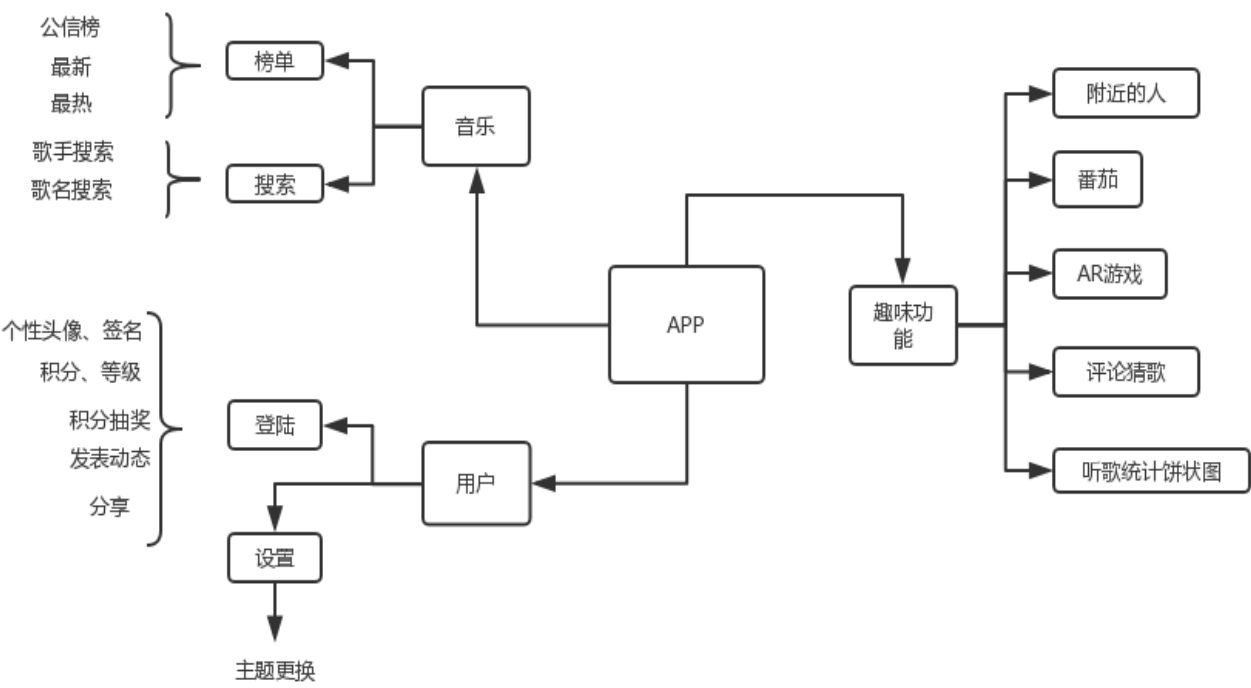 公信榜
最新
最热
榜单
歌手搜索
歌名搜索
搜索
音乐
APP
趣味功
能
附近的人
番茄
AR游戏
评论猜歌
听歌统计饼状图
个性头像、签名
积分、等级
积分抽奖
发表动态
分享
登陆
用户
设置
主题更换